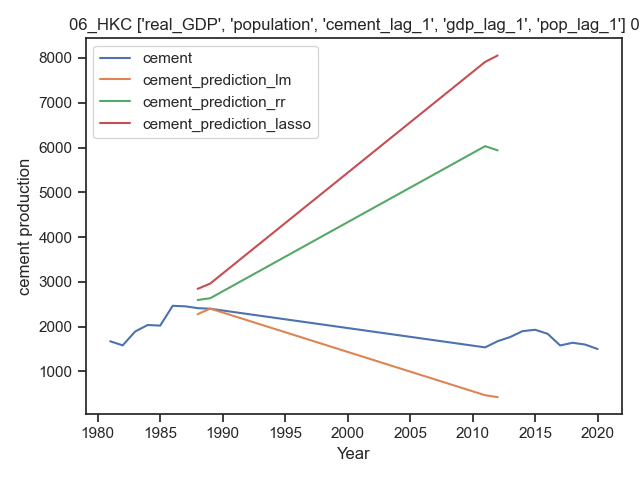 06_HKC ['real_GDP', 'population', 'cement_lag_1', 'gdp_lag_1', 'pop_lag_1'] 0
cement
cement_prediction_lm
cement_prediction_rr
cement_prediction_lasso
8000
7000
6000
5000
4000
3000
2000
1000
cement production
1980
1985
1990
1995
2000
2005
2010
2015
2020
Year